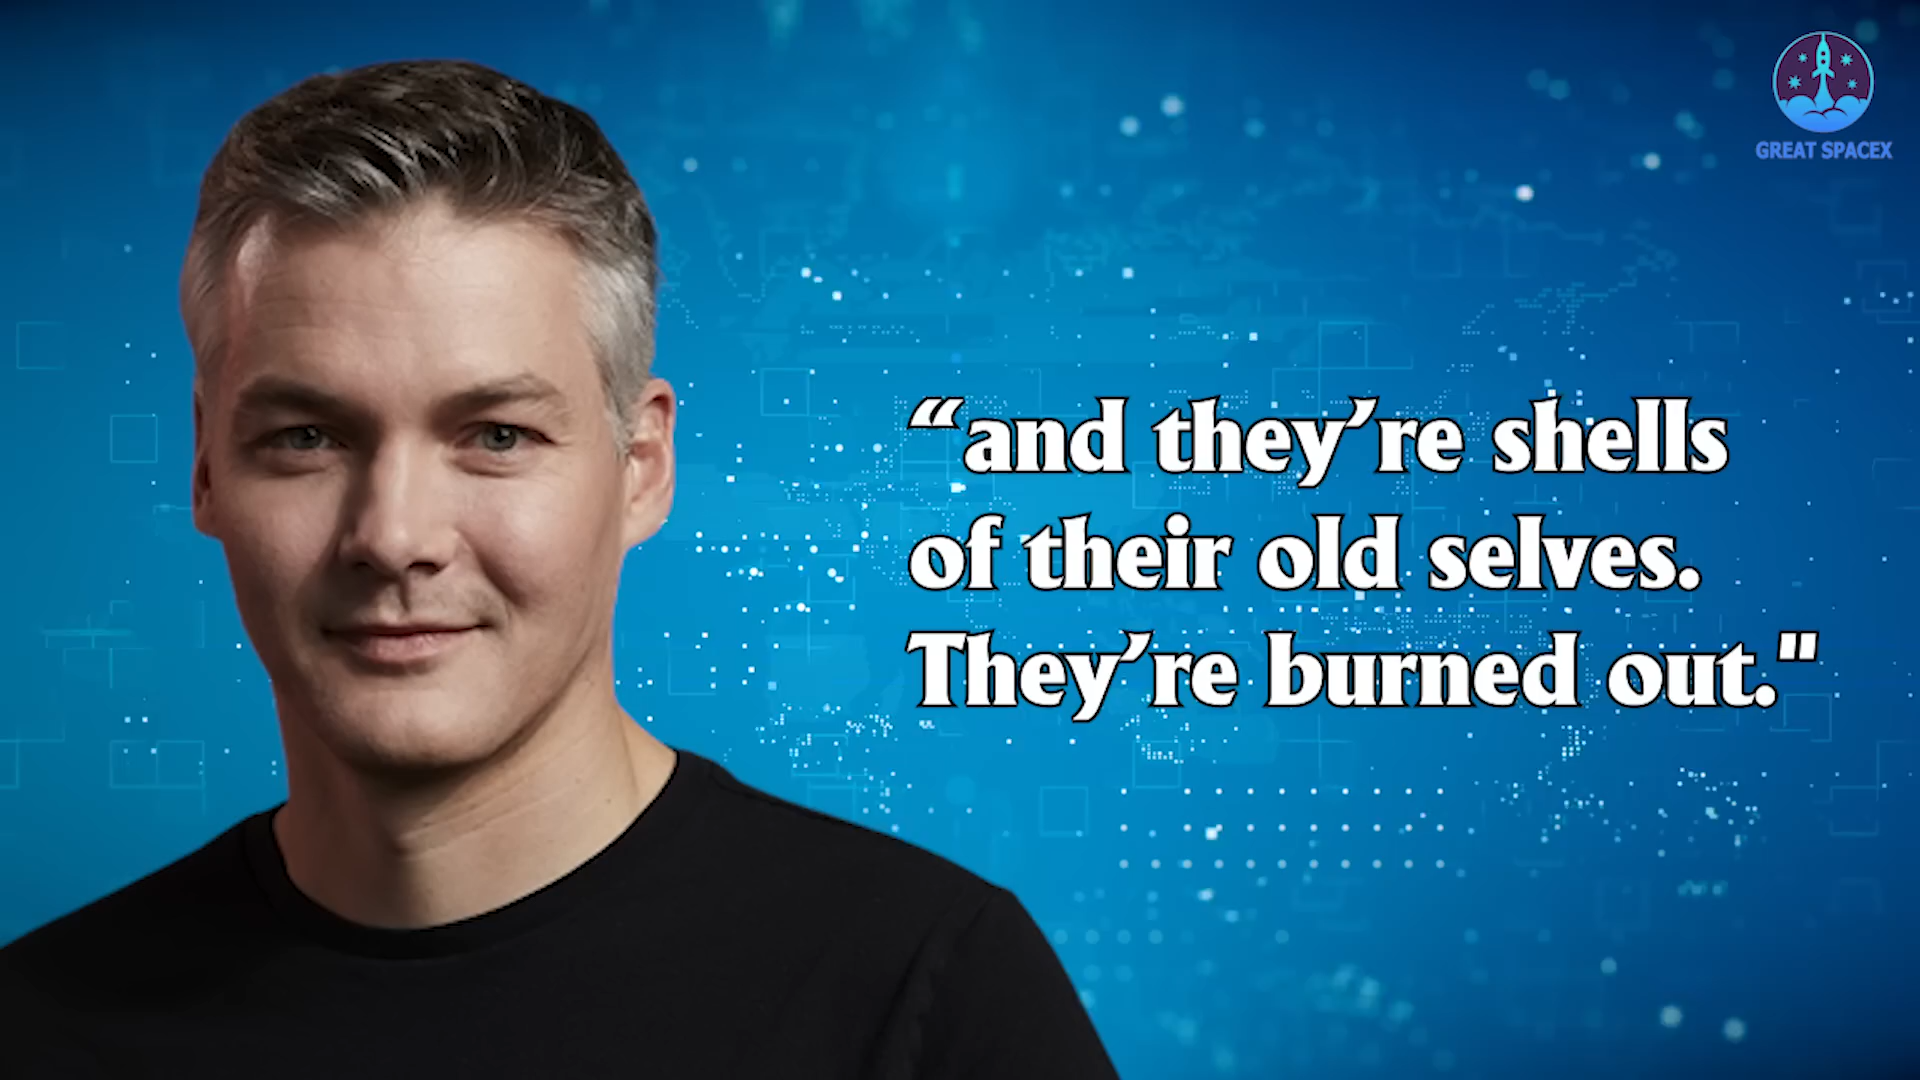 GREAT SPACEX
“and they’re shells
of their old selves.
They’re burned out."